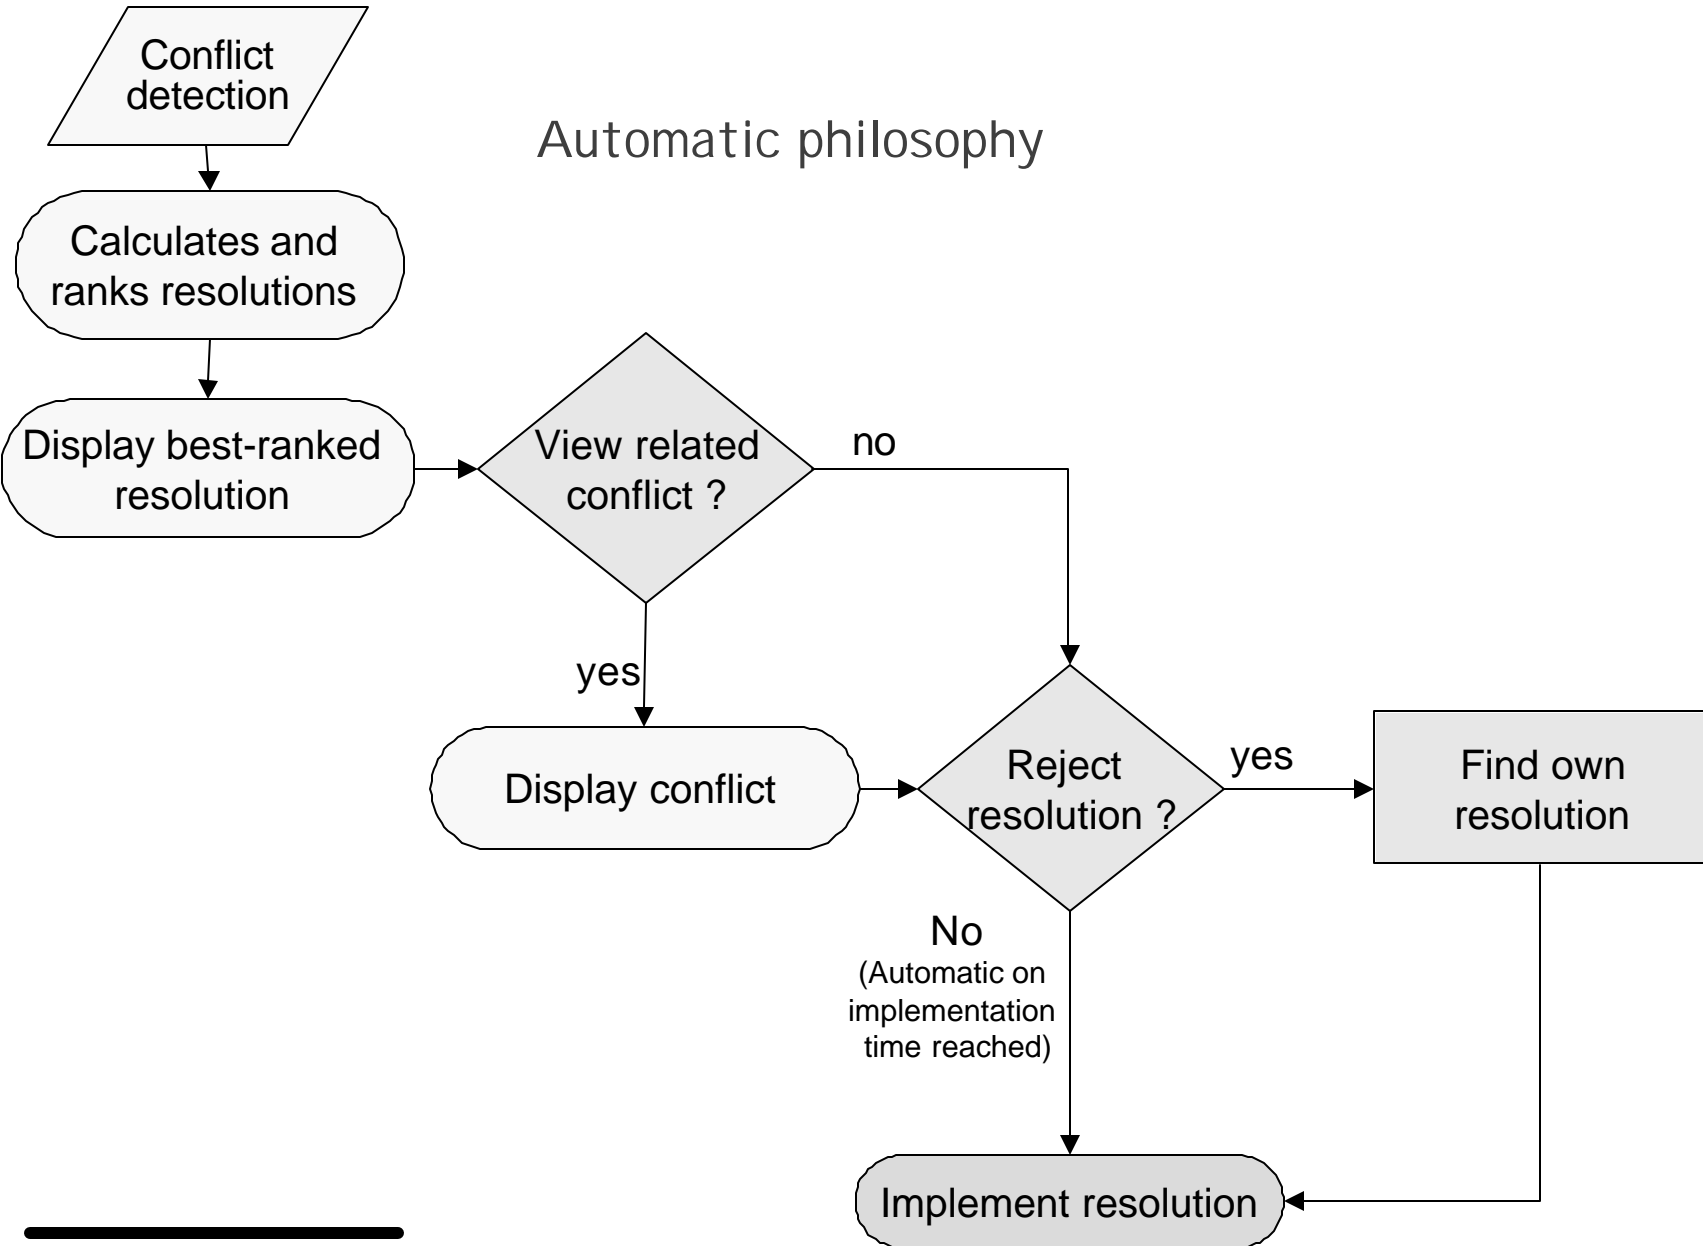 Conflict
detection
Automatic philosophy
Calculates and
ranks resolutions
Display best-ranked
resolution
View related
conflict ?
no
yes
Display conflict
Reject
resolution ?
yes
Find own
resolution
No
(Automatic on
implementation
time reached)
Implement resolution